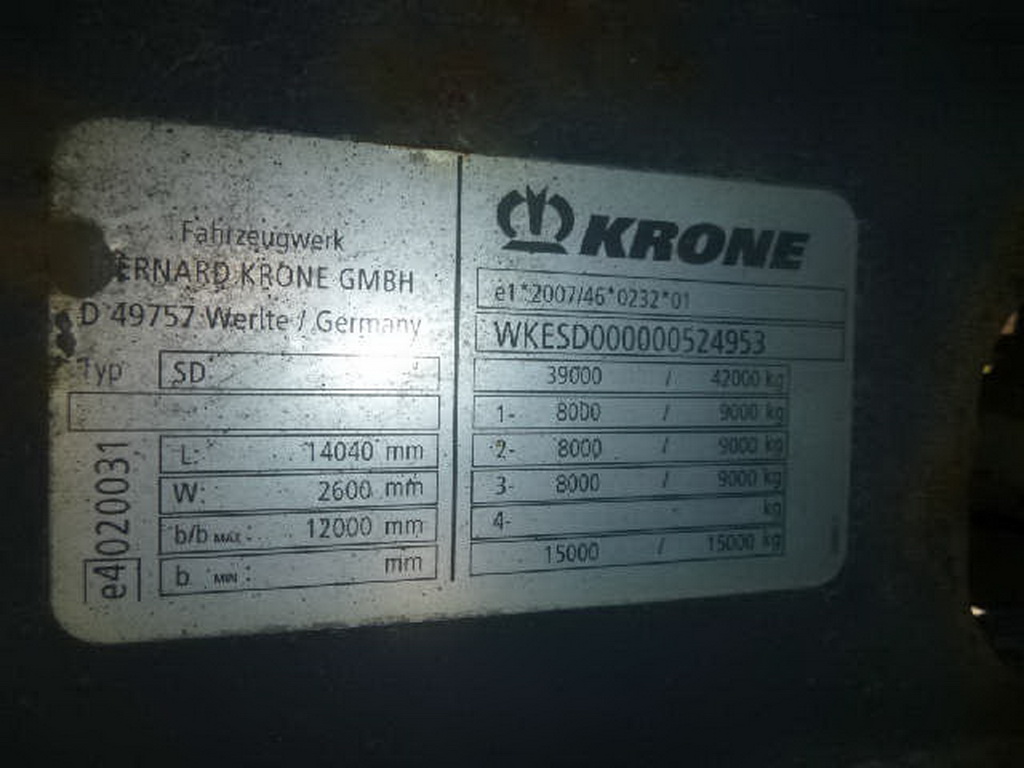 Fahrzeugwerk
ERNARD KRONE GMBH
D 49757 Werlte / Germany
Typ SD
L: 14040 mm
W: 2600 mm
b/b MAX : 12000 mm
b MIN : mm
e4 020031
KRONE
e1*2007/46*0232*01
WKESD000000524953
39000 / 42000 kg
1- 8000 / 9000 kg
2- 8000 / 9000 kg
3- 8000 / 9000 kg
4- kg
15000 / 15000 kg